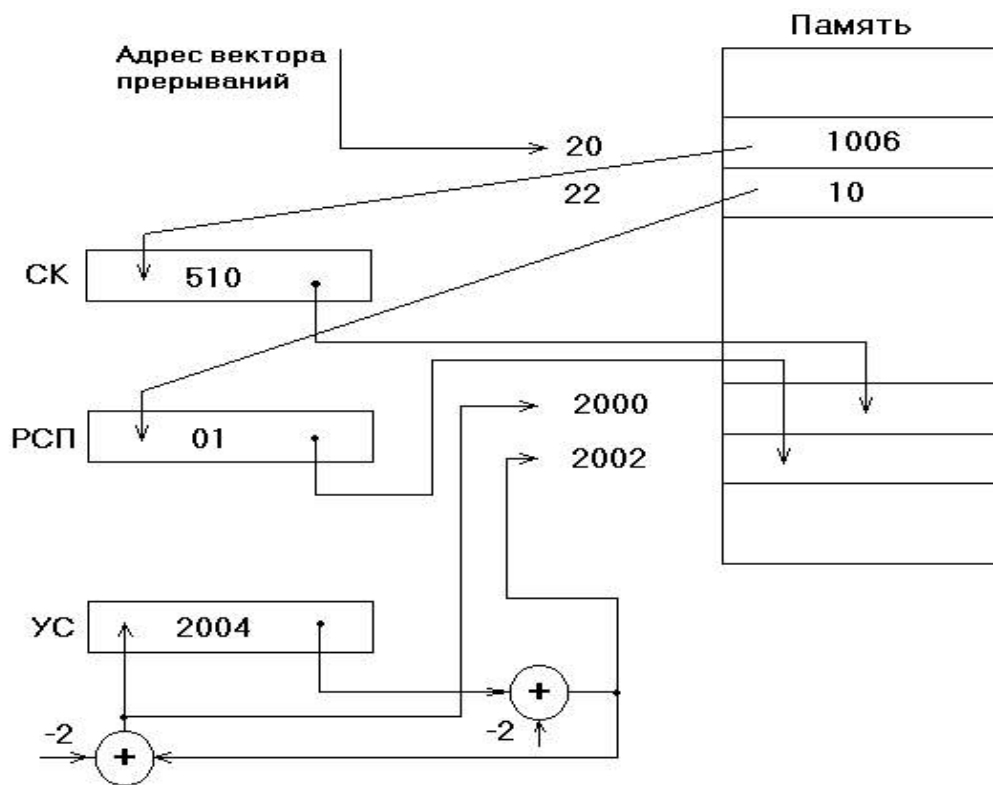 Память
Адрес вектора
прерываний
20
1006
22
10
СК
510
2000
РСП
01
2002
УС
2004
+
-2
-2
+